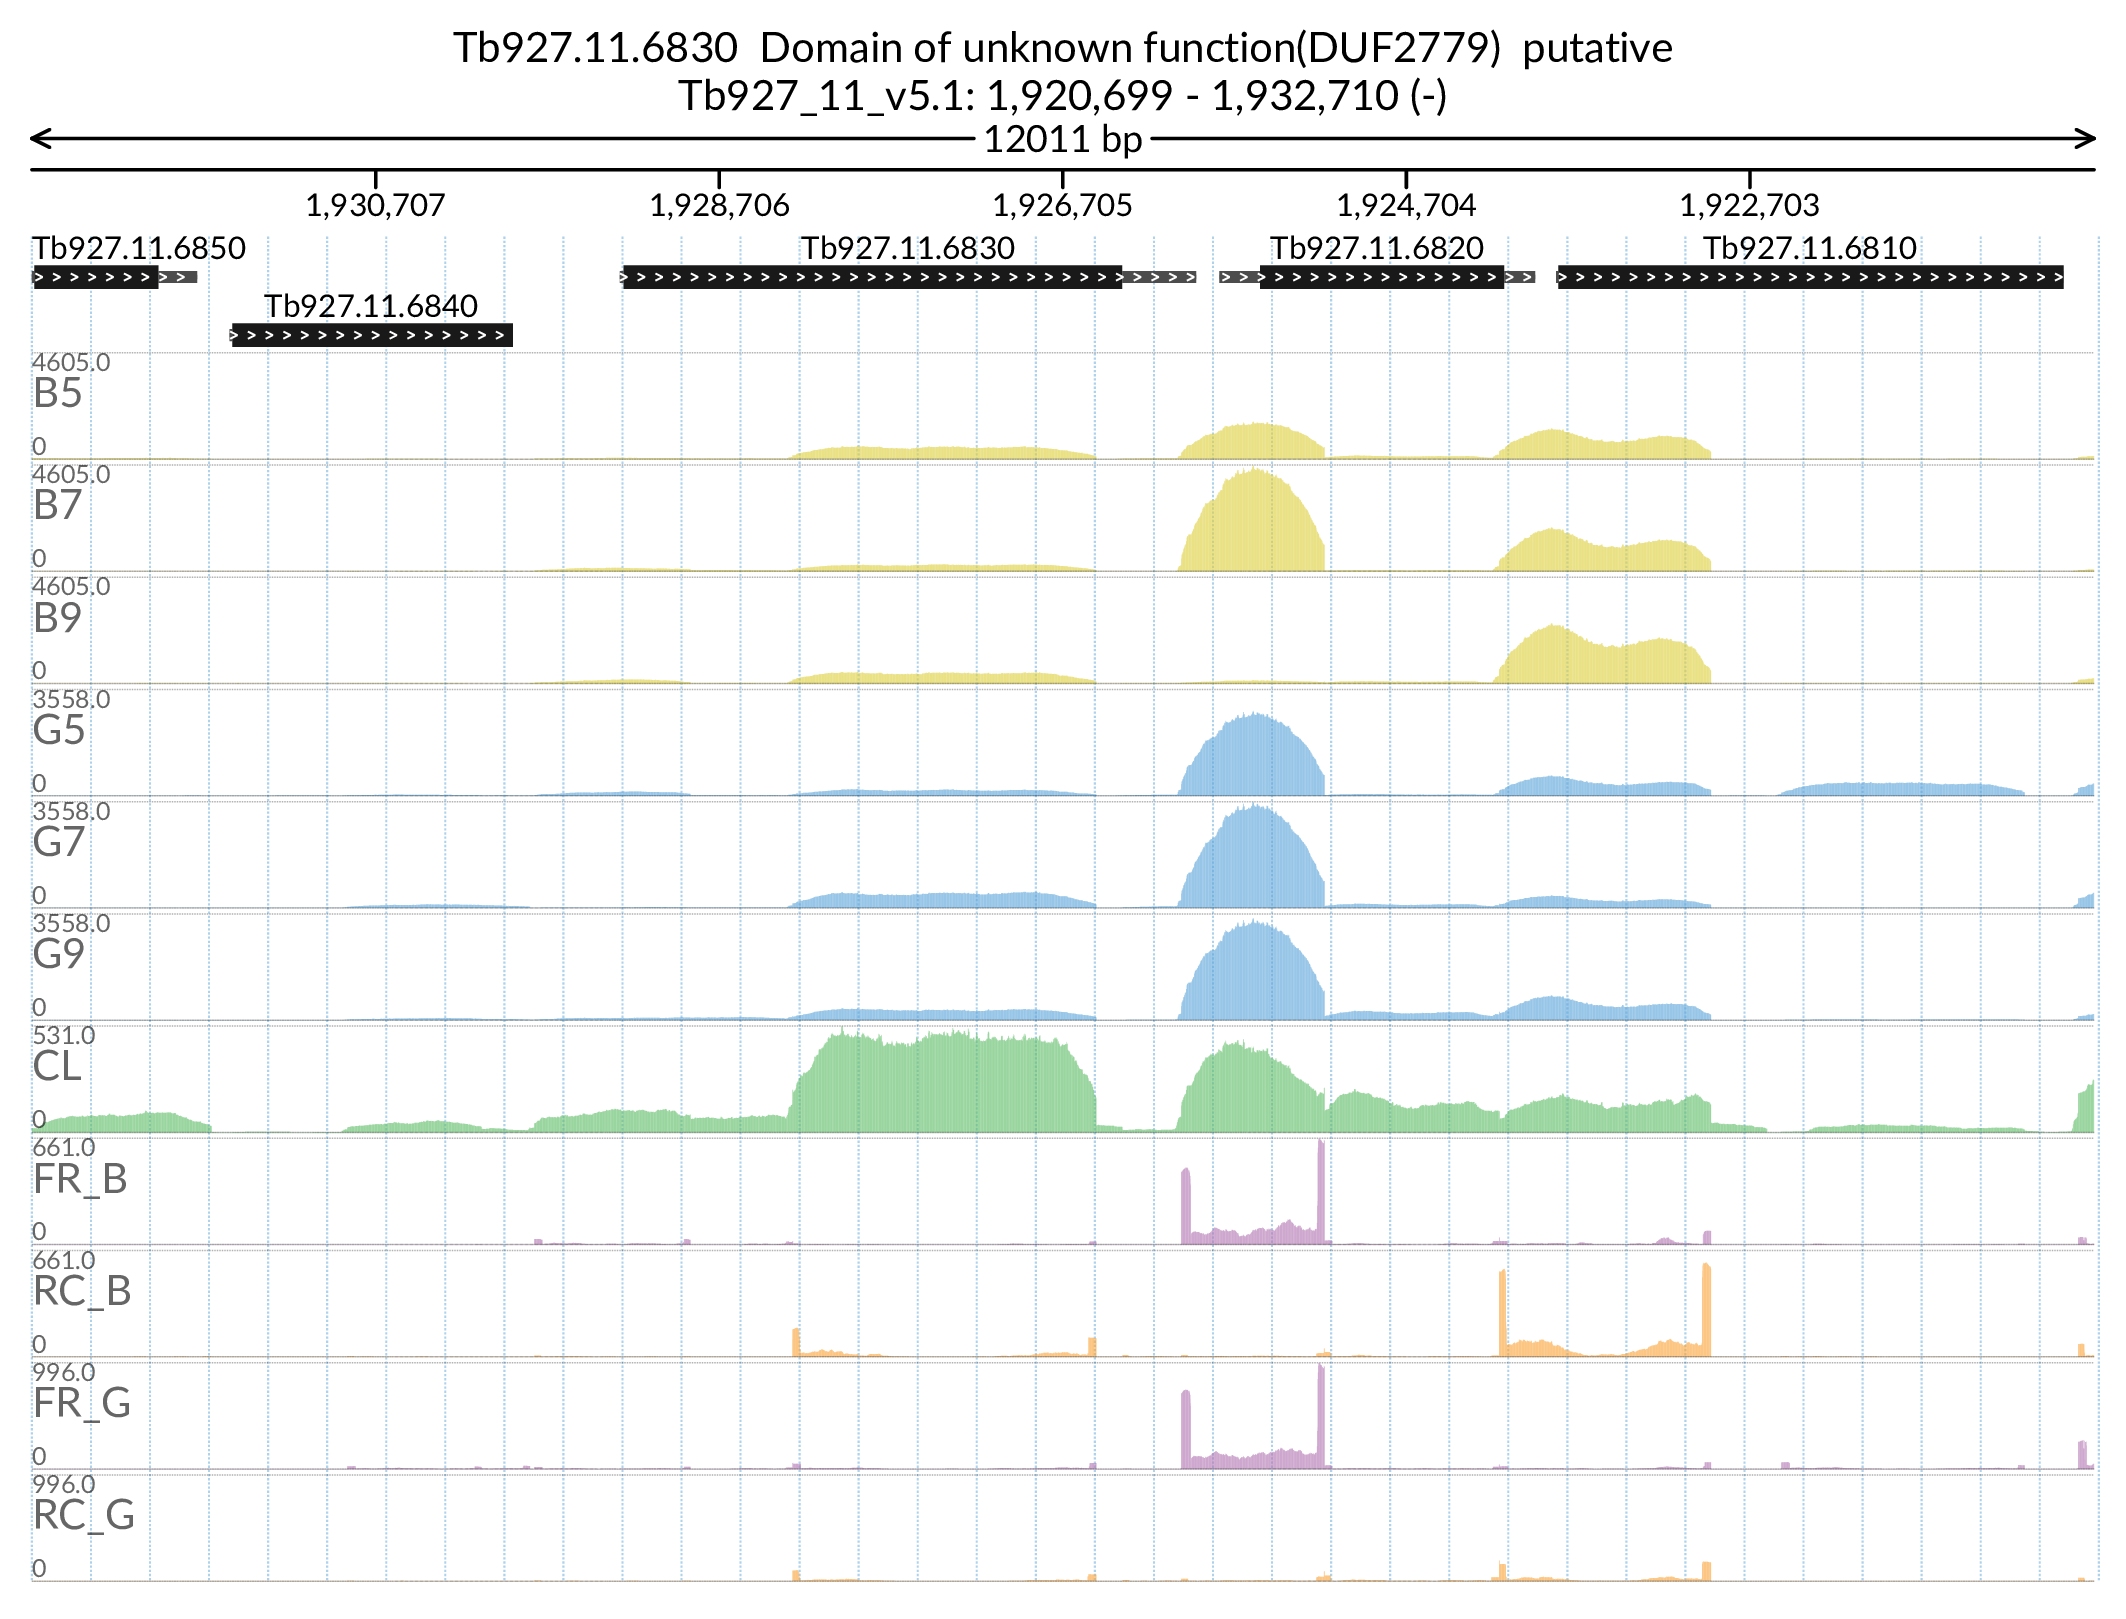 Tb927.11.6830  Domain of unknown function(DUF2779)  putative
Tb927_11_v5.1: 1,920,699 - 1,932,710 (-)
12011 bp
1,930,707 1,928,706 1,926,705 1,924,704 1,922,703
Tb927.11.6850 Tb927.11.6830 Tb927.11.6820 Tb927.11.6810
Tb927.11.6840
4605.0
B5
0
4605.0
B7
0
4605.0
B9
0
3558.0
G5
0
3558.0
G7
0
3558.0
G9
0
531.0
CL
0
661.0
FR_B
0
661.0
RC_B
0
996.0
FR_G
0
996.0
RC_G
0